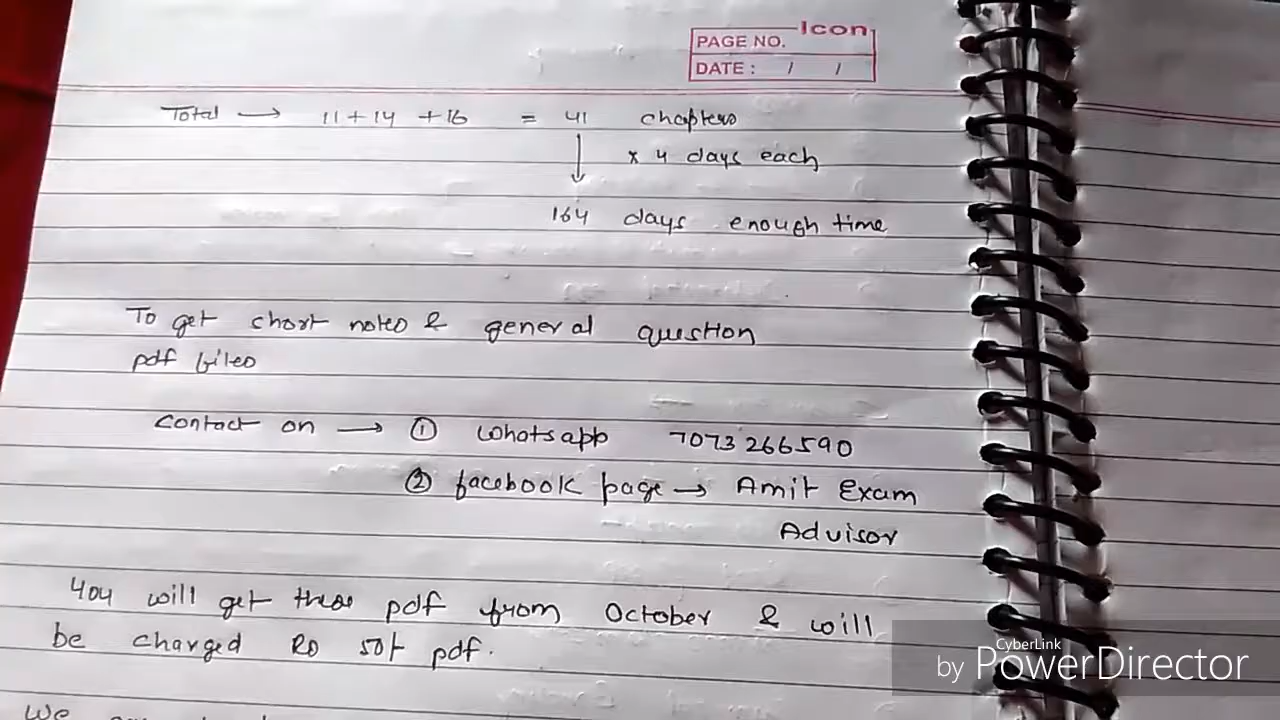 Icon
PAGE NO.
DATE : / /
Total → 11 + 14 + 16 = 41 chapters
x 4 days each
164 days enough time
To get short notes & general question
pdf files
Contact on → ① Whatsapp 7073266590
② facebook page → Amit Exam
Advisor
You will get these pdf from October & will
be charged Rs pdf.
We
CyberLink
by PowerDirector